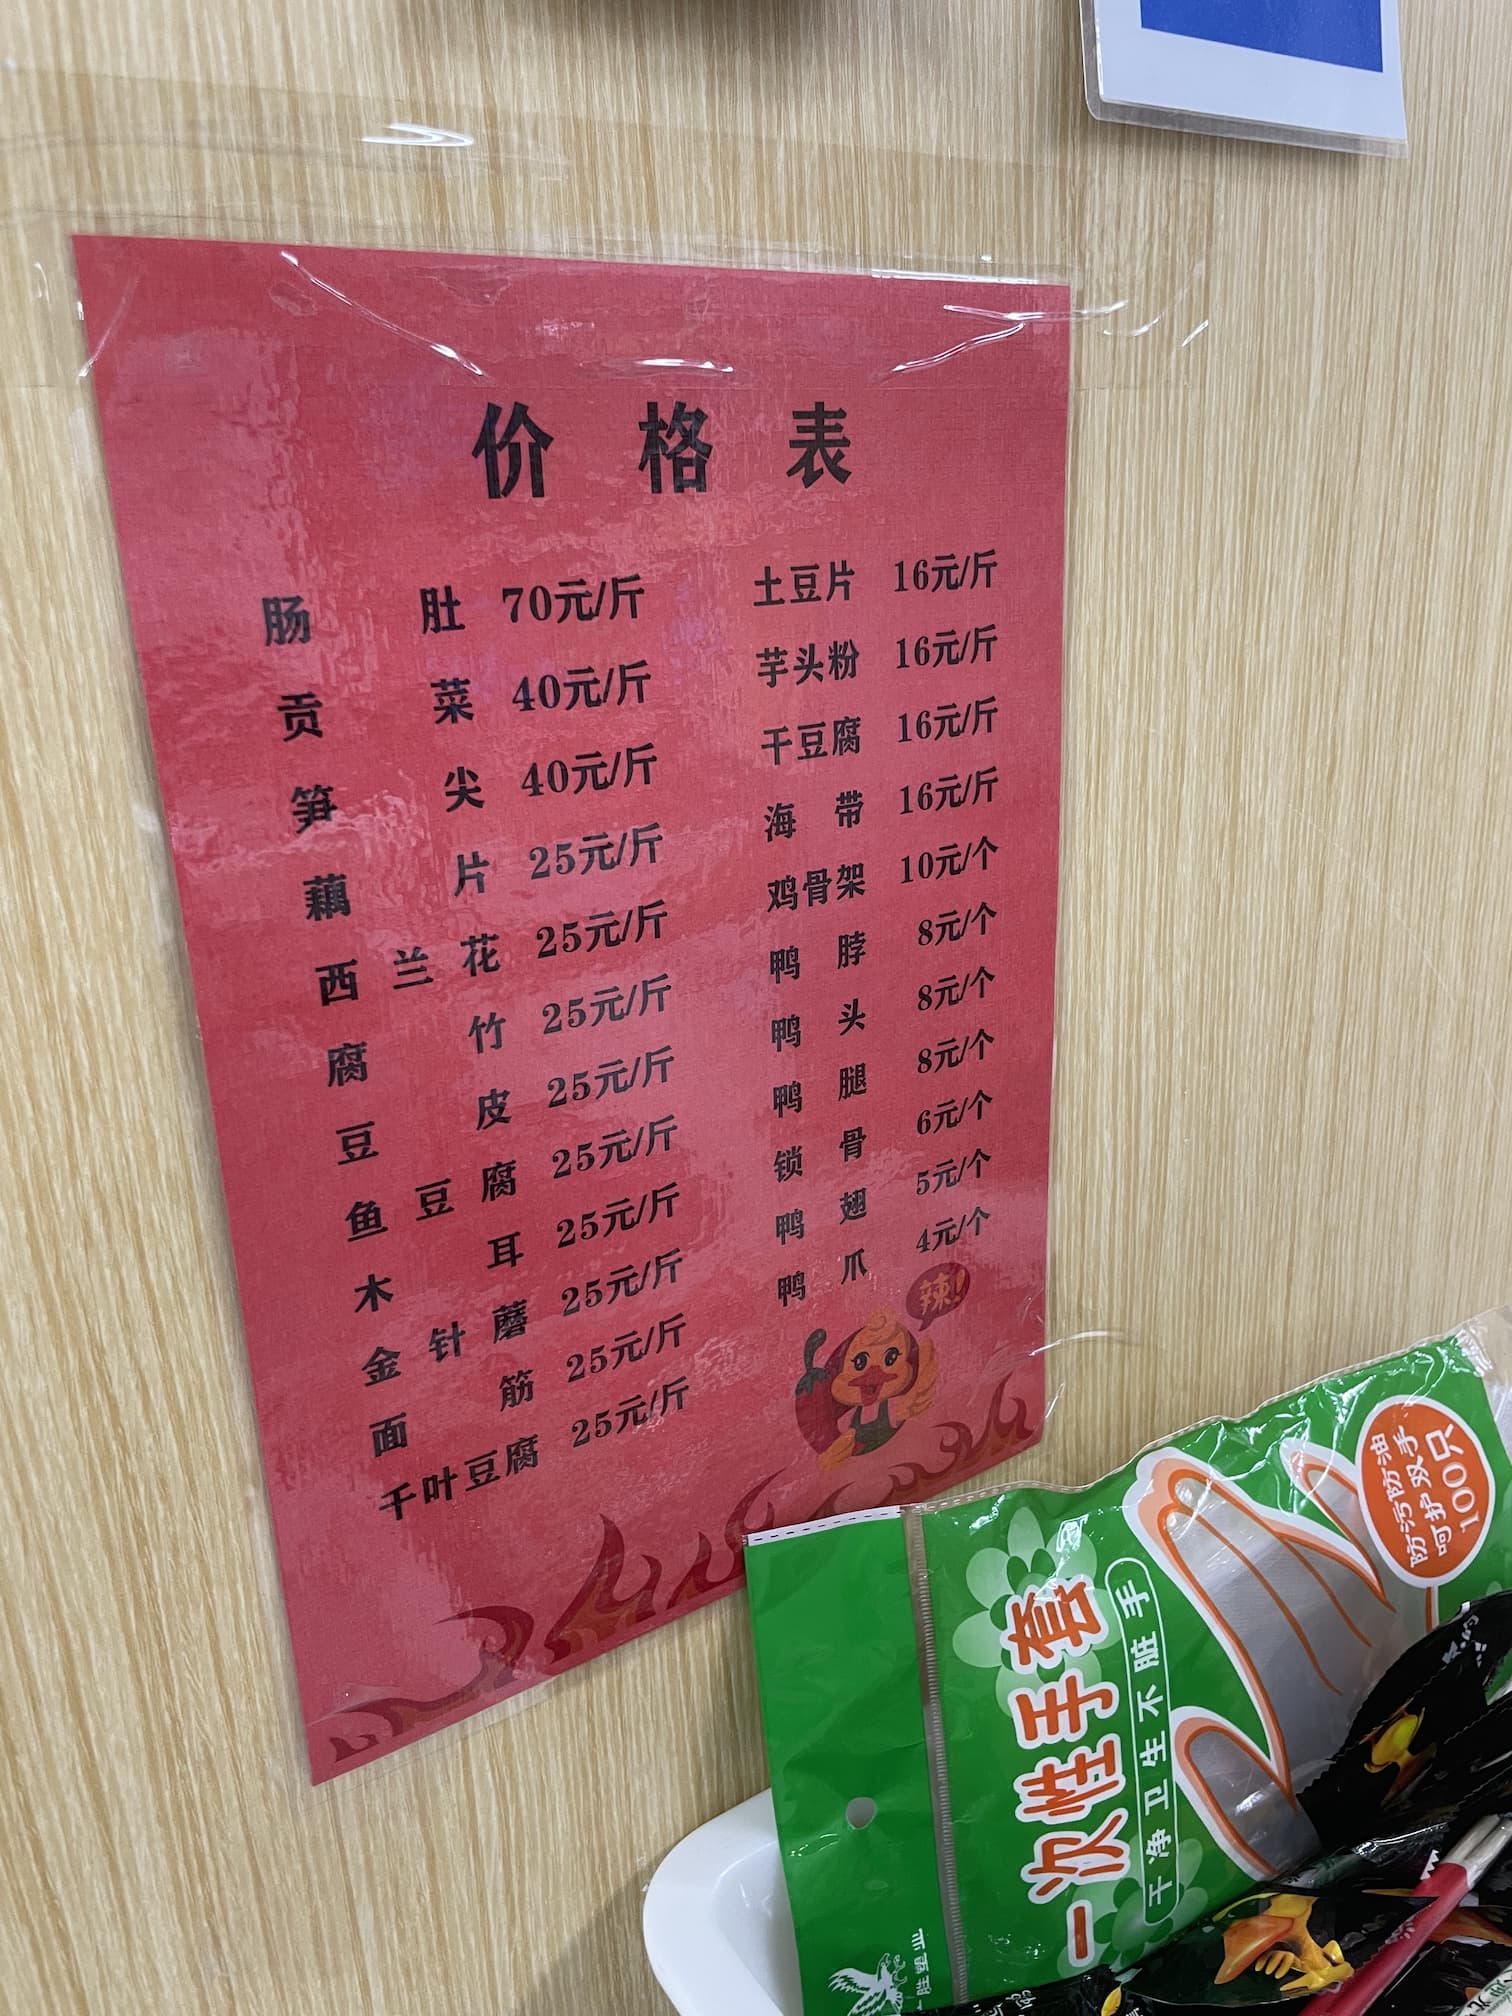 价格表
肠肚 70元/斤
贡菜 40元/斤
笋尖 40元/斤
藕片 25元/斤
西兰花 25元/斤
腐竹 25元/斤
豆皮 25元/斤
鱼豆腐 25元/斤
木耳 25元/斤
金针蘑 25元/斤
面筋 25元/斤
千叶豆腐 25元/斤
土豆片 16元/斤
芋头粉 16元/斤
干豆腐 16元/斤
海带 16元/斤
鸡骨架 10元/个
鸭脖 8元/个
鸭头 8元/个
鸭腿 8元/个
锁骨 6元/个
鸭翅 5元/个
鸭爪 4元/个
辣!
一次性手套
干净卫生不脏手
防污防油
呵护双手
100只
胜塑业